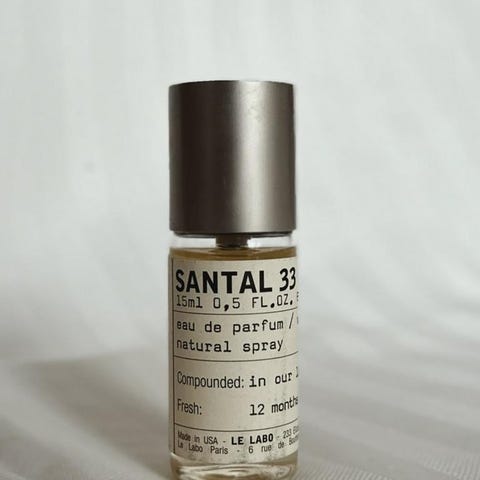 SANTAL 33
15ml 0,5 FL.OZ.
eau de parfum /
natural spray
Compounded: in our
Fresh: 12 months
Made in USA - LE LABO - 233
Le Labo Paris - 6 rue de